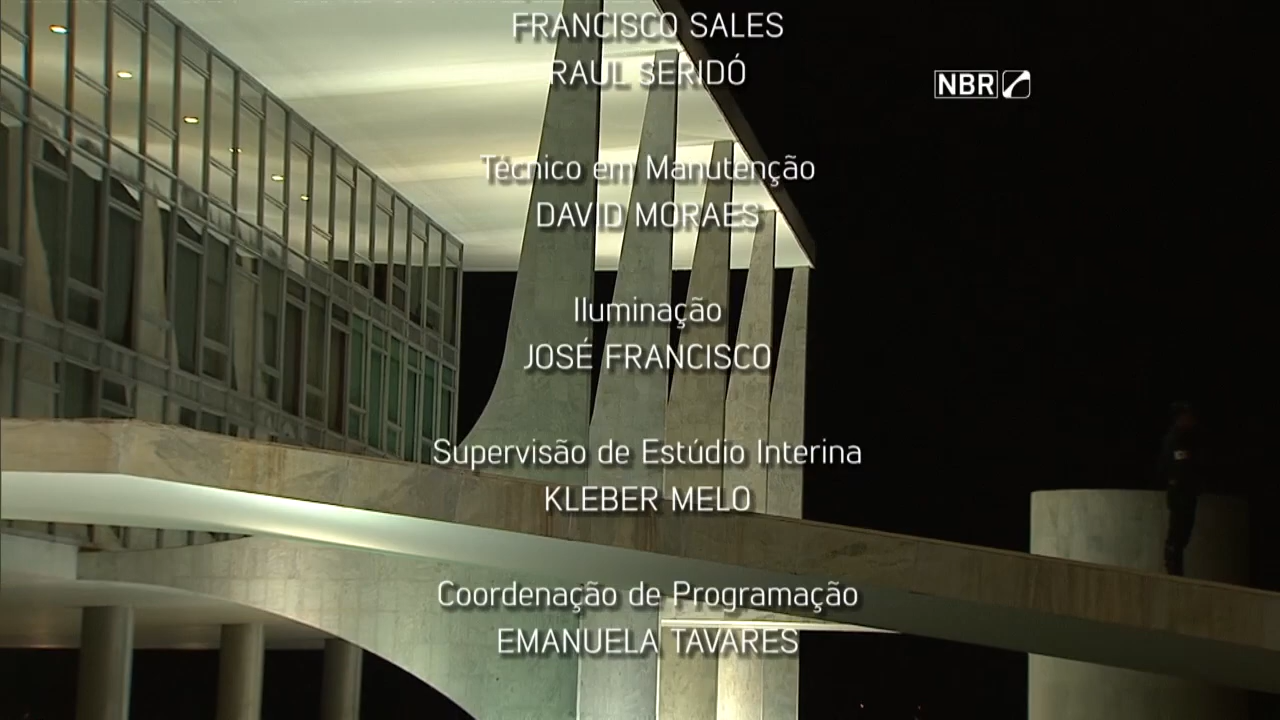 FRANCISCO SALES
RAUL SERIDÓ
NBR
Técnico em Manutenção
DAVID MORAES
Iluminação
JOSÉ FRANCISCO
Supervisão de Estúdio Interina
KLEBER MELO
Coordenação de Programação
EMANUELA TAVARES